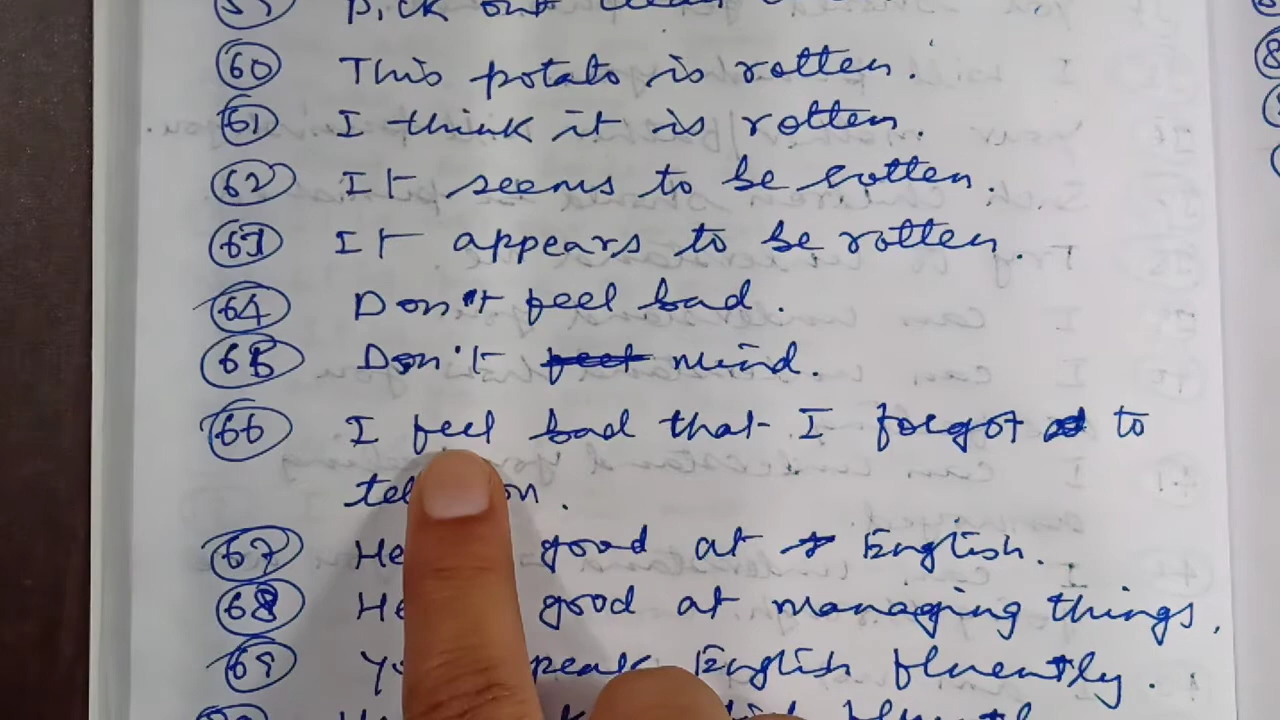 Pick out
60 This potato is rotten.
61 I think it is rotten.
62 It seems to be rotten.
63 It appears to be rotten.
64 Don't feel bad.
65 Don't mind.
66 I feel bad that I forgot to
67 He good at English.
68 He good at managing things.
69 English fluently.